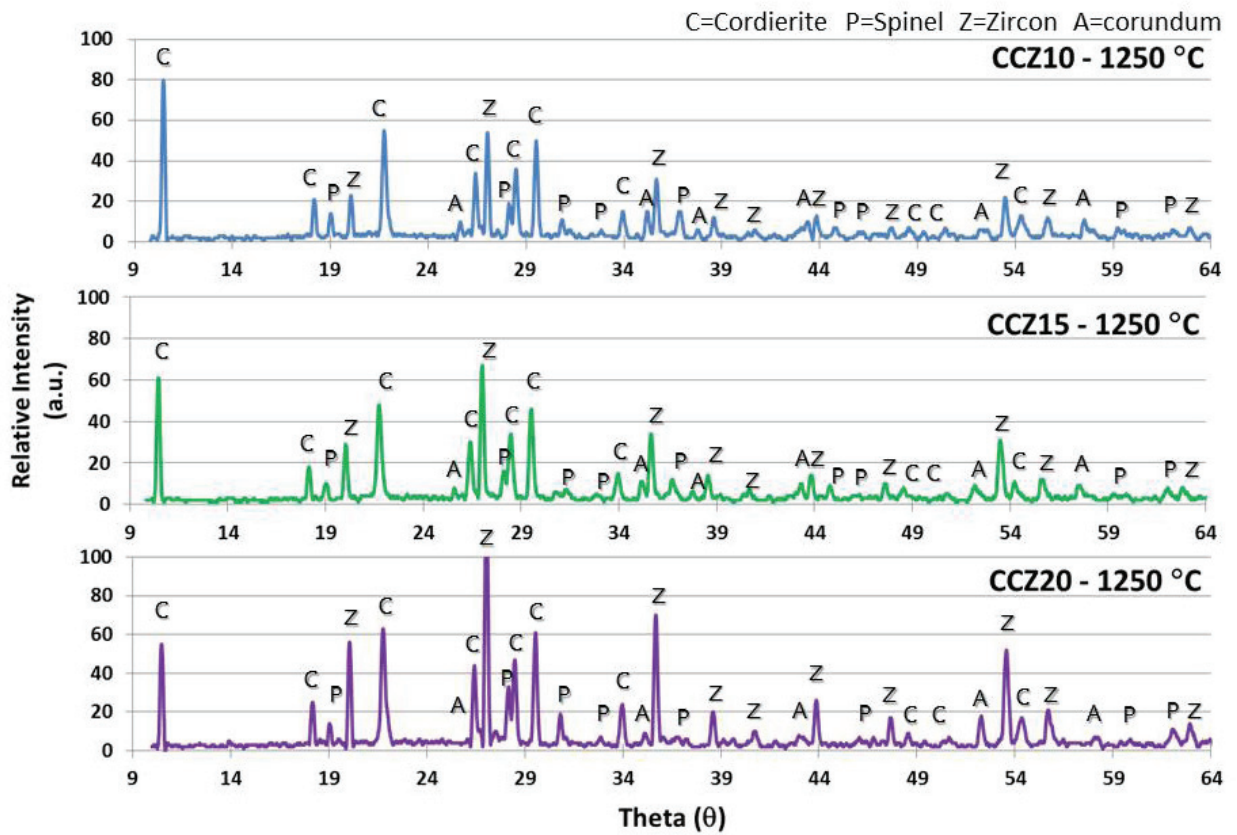 C=Cordierite P=Spinel Z=Zircon A=corundum
CCZ10 - 1250 °C
100
80
60
40
20
0
C C P Z C A C Z P C C P P C A Z P A Z Z A Z P P Z C C A Z C Z A P P Z
9 14 19 24 29 34 39 44 49 54 59 64
CCZ15 - 1250 °C
100
80
60
40
20
0
C C P Z C A C Z P C C P P C A Z P A Z Z A Z P P Z C C A Z C Z A P P Z
9 14 19 24 29 34 39 44 49 54 59 64
CCZ20 - 1250 °C
100
80
60
40
20
0
C C P Z C A C Z P C C P P C A Z P Z Z A Z P Z C C A Z C Z A P P Z
9 14 19 24 29 34 39 44 49 54 59 64
Relative Intensity
(a.u.)
Theta (θ)